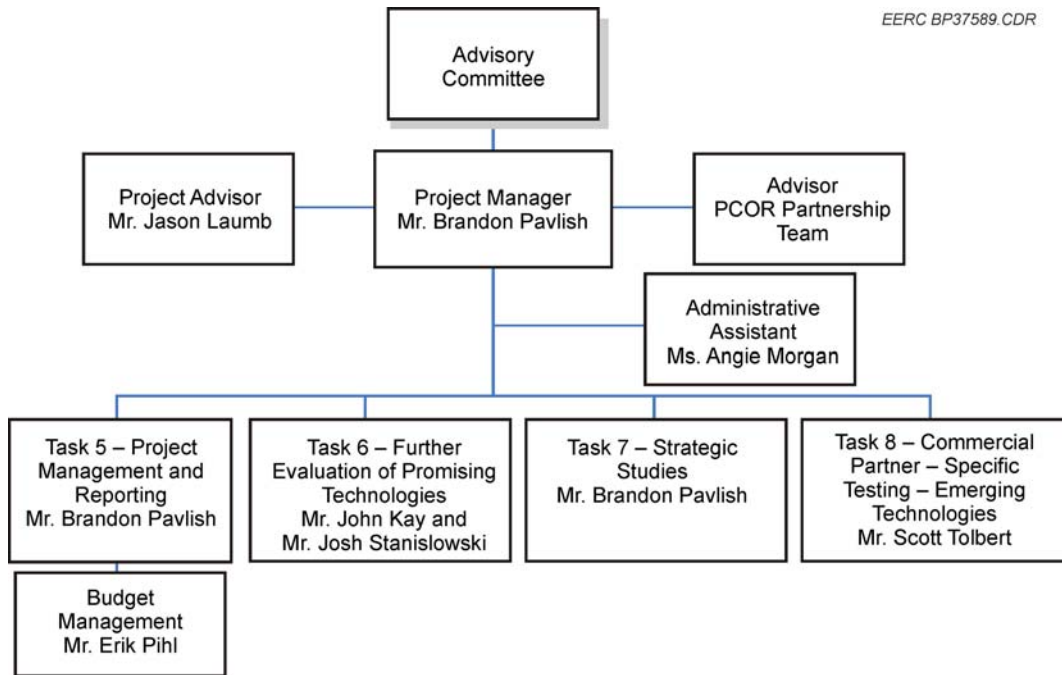 EERC BP37589.CDR
Advisory
Committee
Project Advisor
Mr. Jason Laumb
Project Manager
Mr. Brandon Pavlish
Advisor
PCOR Partnership
Team
Administrative
Assistant
Ms. Angie Morgan
Task 5 – Project
Management and
Reporting
Mr. Brandon Pavlish
Task 6 – Further
Evaluation of Promising
Technologies
Mr. John Kay and
Mr. Josh Stanislowski
Task 7 – Strategic
Studies
Mr. Brandon Pavlish
Task 8 – Commercial
Partner – Specific
Testing – Emerging
Technologies
Mr. Scott Tolbert
Budget
Management
Mr. Erik Pihl